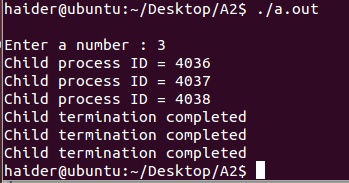 haider@ubuntu:~/Desktop/A2$ ./a.out
Enter a number : 3
Child process ID = 4036
Child process ID = 4037
Child process ID = 4038
Child termination completed
Child termination completed
Child termination completed
haider@ubuntu:~/Desktop/A2$